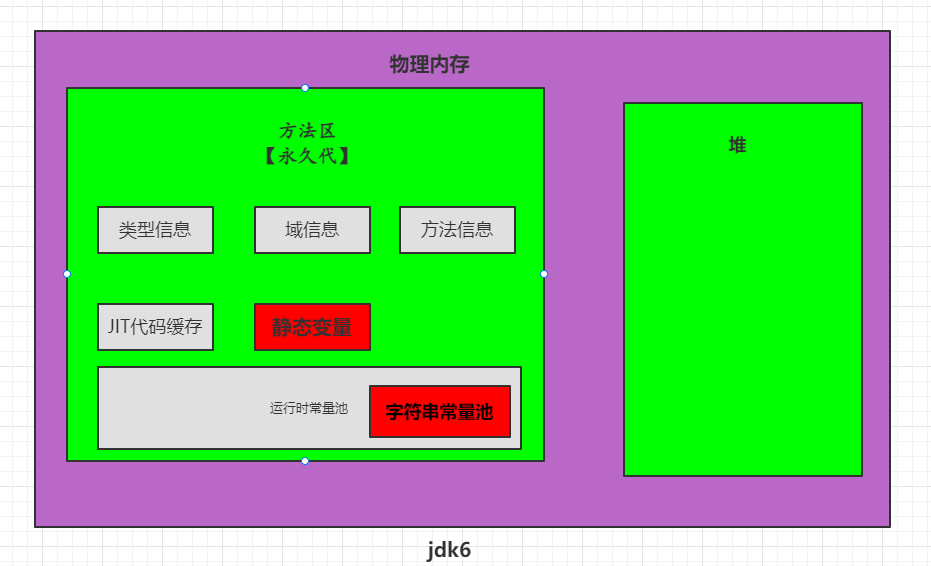 物理内存
方法区
【永久代】
堆
类型信息
域信息
方法信息
JIT代码缓存
静态变量
运行时常量池
字符串常量池
jdk6